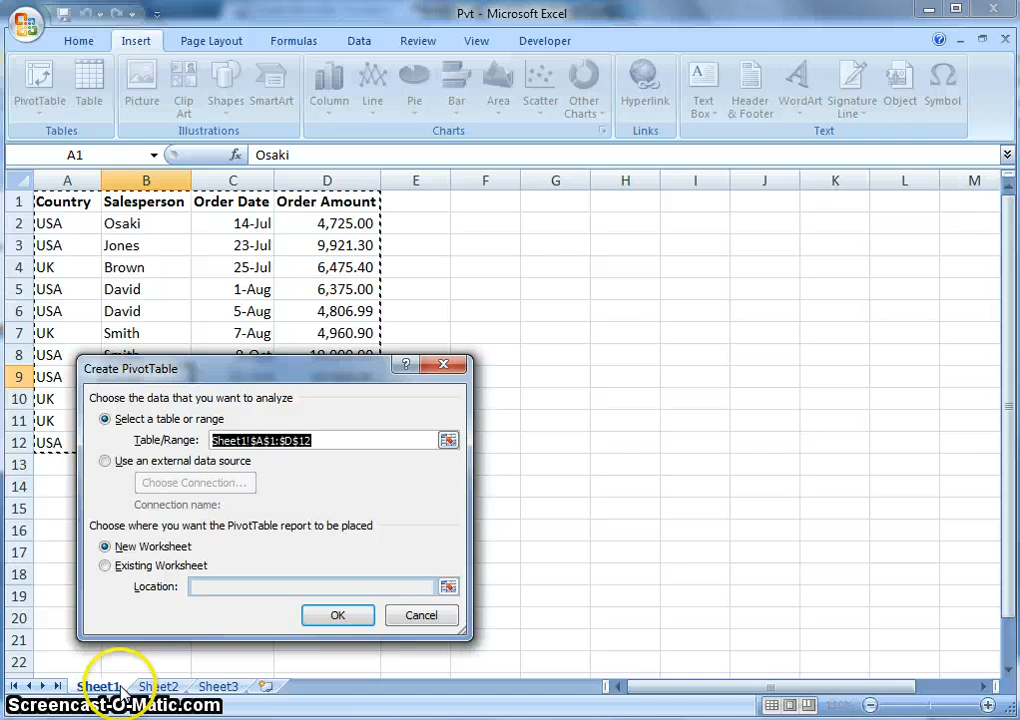 Pvt - Microsoft Excel
Home Insert Page Layout Formulas Data Review View Developer
PivotTable Table Picture Clip Art Shapes SmartArt Column Line Pie Bar Area Scatter Other Charts Hyperlink Text Box Header & Footer WordArt Signature Line Object Symbol
Tables Illustrations Charts Links Text
A1 fx Osaki
A B C D E F G H I J K L M
1 Country Salesperson Order Date Order Amount
2 USA Osaki 14-Jul 4,725.00
3 USA Jones 23-Jul 9,921.30
4 UK Brown 25-Jul 6,475.40
5 USA David 1-Aug 6,375.00
6 USA David 5-Aug 4,806.99
7 UK Smith 7-Aug 4,960.90
8 USA Smith
9 USA
10 UK
11 UK
12 USA
13
14
15
16
17
18
19
20
21
22
Create PivotTable
Choose the data that you want to analyze
Select a table or range
Table/Range: Sheet1!$A$1:$D$12
Use an external data source
Choose Connection...
Connection name:
Choose where you want the PivotTable report to be placed
New Worksheet
Existing Worksheet
Location:
OK Cancel
Sheet1 Sheet2 Sheet3
Screencast-O-Matic.com